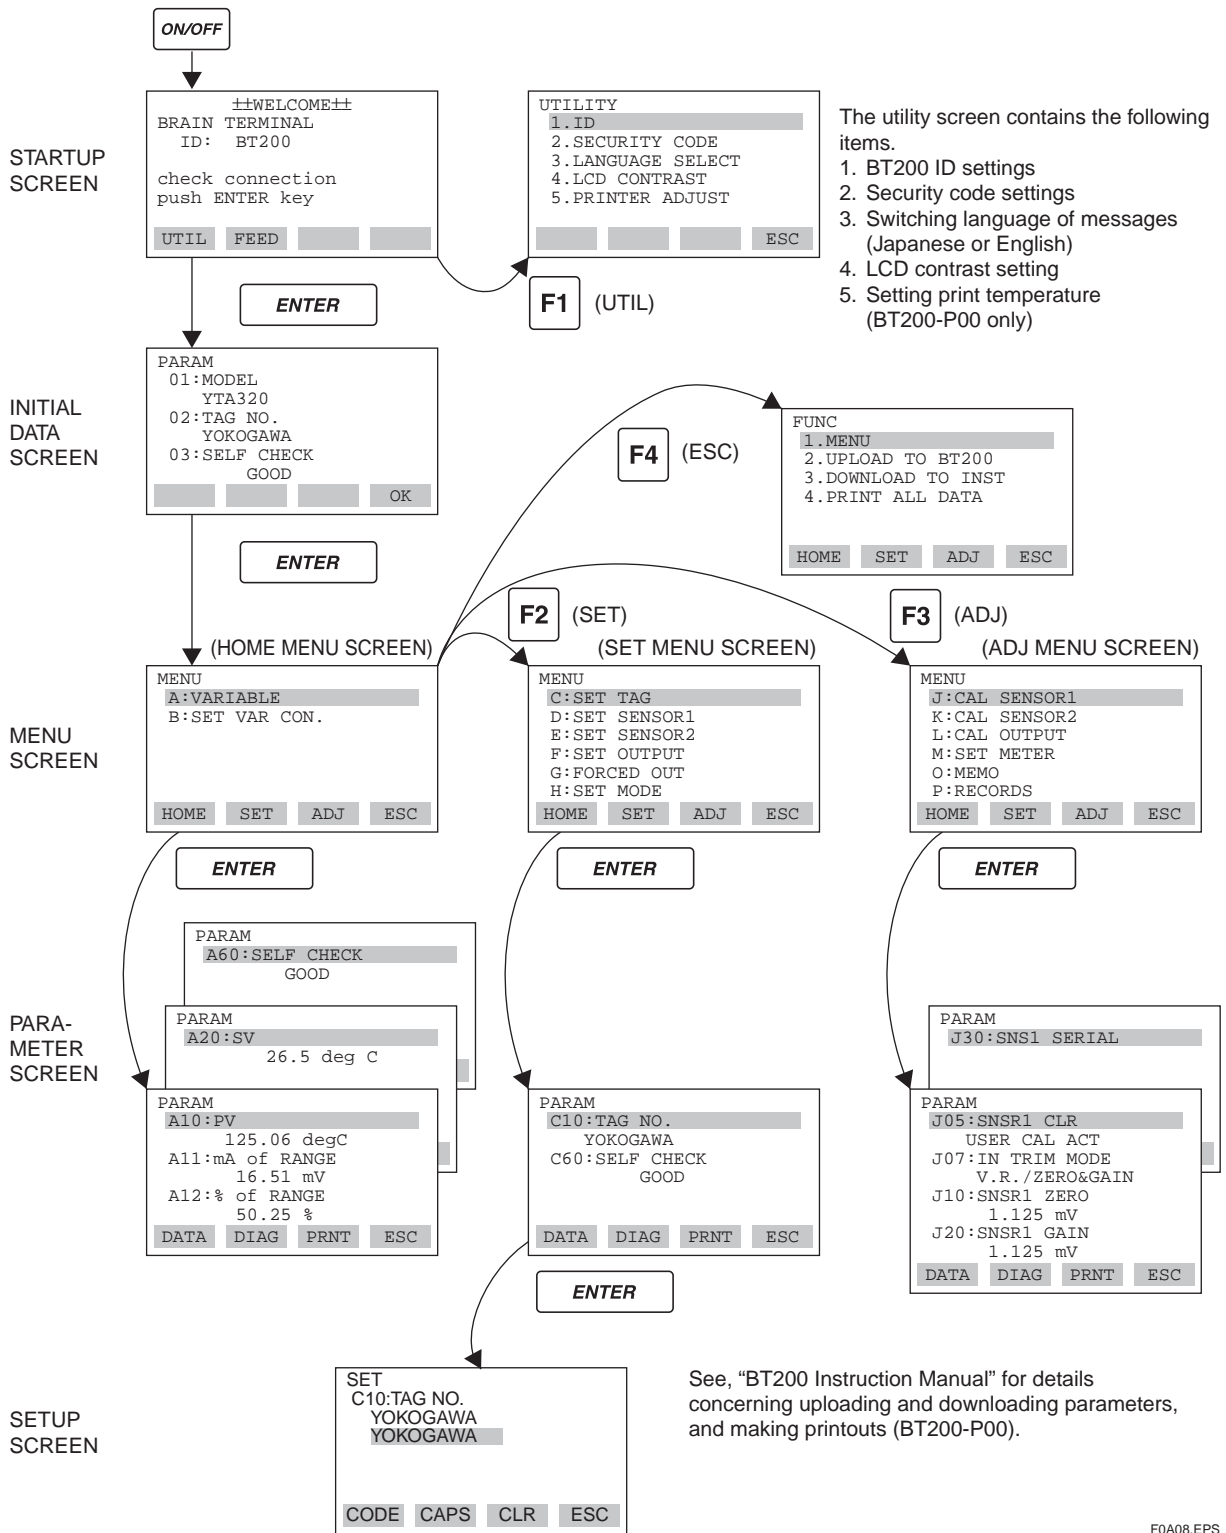 ON/OFF
STARTUP
SCREEN
±±WELCOME±±
BRAIN TERMINAL
ID: BT200
check connection
push ENTER key
UTIL FEED
UTILITY
1.ID
2.SECURITY CODE
3.LANGUAGE SELECT
4.LCD CONTRAST
5.PRINTER ADJUST
ESC
The utility screen contains the following
items.
1. BT200 ID settings
2. Security code settings
3. Switching language of messages
(Japanese or English)
4. LCD contrast setting
5. Setting print temperature
(BT200-P00 only)
ENTER
F1 (UTIL)
INITIAL
DATA
SCREEN
PARAM
01:MODEL
YTA320
02:TAG NO.
YOKOGAWA
03:SELF CHECK
GOOD
OK
F4 (ESC)
FUNC
1.MENU
2.UPLOAD TO BT200
3.DOWNLOAD TO INST
4.PRINT ALL DATA
HOME SET ADJ ESC
ENTER
F2 (SET)
F3 (ADJ)
(HOME MENU SCREEN)
(SET MENU SCREEN)
(ADJ MENU SCREEN)
MENU
SCREEN
MENU
A:VARIABLE
B:SET VAR CON.
HOME SET ADJ ESC
MENU
C:SET TAG
D:SET SENSOR1
E:SET SENSOR2
F:SET OUTPUT
G:FORCED OUT
H:SET MODE
HOME SET ADJ ESC
MENU
J:CAL SENSOR1
K:CAL SENSOR2
L:CAL OUTPUT
M:SET METER
O:MEMO
P:RECORDS
HOME SET ADJ ESC
ENTER
ENTER
ENTER
PARA-
METER
SCREEN
PARAM
A60:SELF CHECK
GOOD
PARAM
A20:SV
26.5 deg C
PARAM
A10:PV
125.06 degC
A11:mA of RANGE
16.51 mV
A12:% of RANGE
50.25 %
DATA DIAG PRNT ESC
PARAM
C10:TAG NO.
YOKOGAWA
C60:SELF CHECK
GOOD
DATA DIAG PRNT ESC
PARAM
J30:SNS1 SERIAL
PARAM
J05:SNSR1 CLR
USER CAL ACT
J07:IN TRIM MODE
V.R./ZERO&GAIN
J10:SNSR1 ZERO
1.125 mV
J20:SNSR1 GAIN
1.125 mV
DATA DIAG PRNT ESC
ENTER
SETUP
SCREEN
SET
C10:TAG NO.
YOKOGAWA
YOKOGAWA
CODE CAPS CLR ESC
See, “BT200 Instruction Manual” for details
concerning uploading and downloading parameters,
and making printouts (BT200-P00).
F0A08.EPS